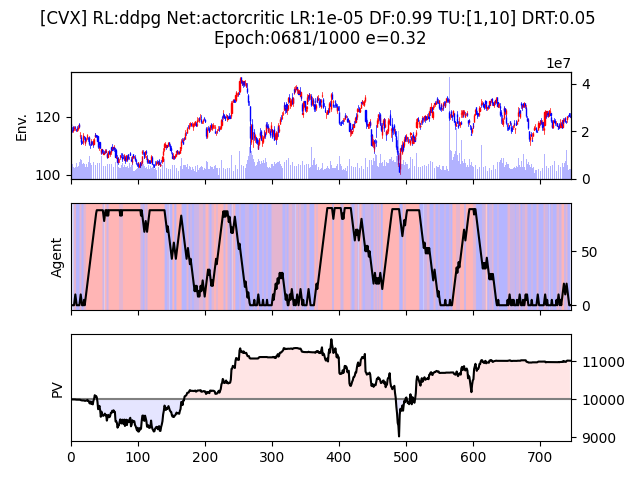 [CVX] RL:ddpg Net:actorcritic LR:1e-05 DF:0.99 TU:[1,10] DRT:0.05
Epoch:0681/1000 e=0.32
1e7
Env.
120
100
4
2
0
Agent
50
0
PV
11000
10000
9000
0 100 200 300 400 500 600 700